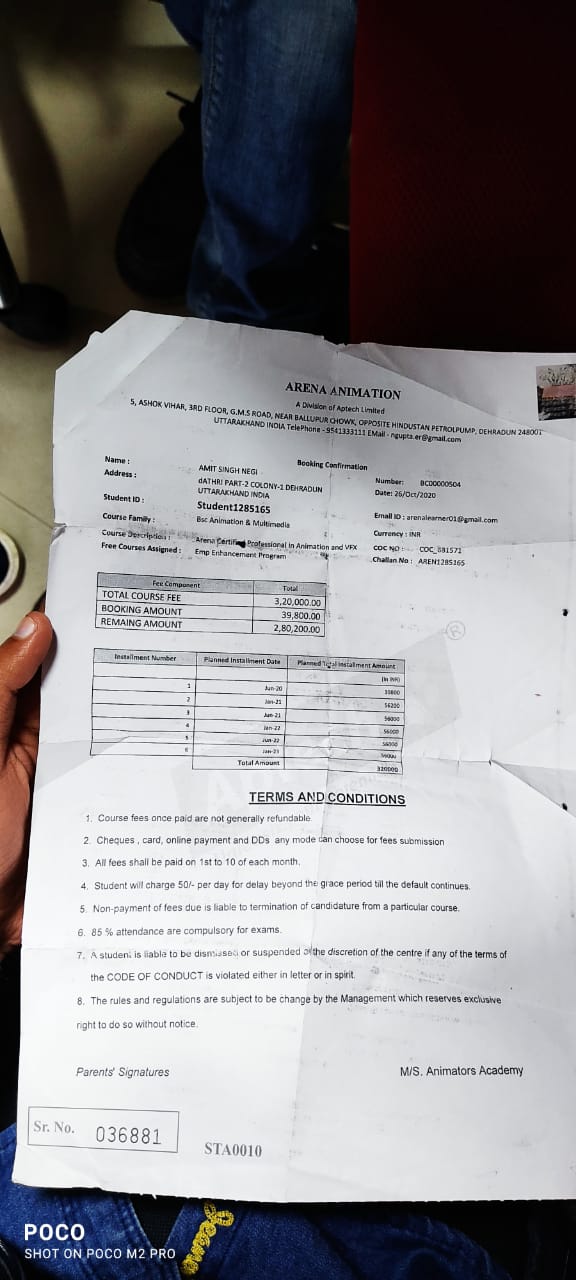 ARENA ANIMATION
A Division of Aptech Limited
5, ASHOK VIHAR, 3RD FLOOR, G.M.S ROAD, NEAR BALLUPUR CHOWK, OPPOSITE HINDUSTAN PETROLPUMP, DEHRADUN 248001
UTTARAKHAND INDIA TelePhone - 9541333111 EMail - ngupta.er@gmail.com
Booking Confirmation
Name : AMIT SINGH NEGI Number: BC00000504
Address : dATHRI PART-2 COLONY-1 DEHRADUN Date: 26/Oct/2020
UTTARAKHAND INDIA
Student ID : Student1285165 Email ID : arenalearner01@gmail.com
Course Family : Bsc Animation & Multimedia Currency : INR
Course Description : Arena Certified Professional in Animation and VFX COC NO : COC_881571
Free Courses Assigned : Emp Enhancement Program Challan No : AREN1285165
Fee Component Total
TOTAL COURSE FEE 3,20,000.00
BOOKING AMOUNT 39,800.00
REMAING AMOUNT 2,80,200.00
Installment Number Planned Installment Date Planned Total Installment Amount
(In INR)
1 Jun-20 39800
2 Jan-21 56200
3 Jun-21 56000
4 Jan-22 56000
5 Jun-22 56000
6 Jan-23 56000
Total Amount 320000
®
TERMS AND CONDITIONS
1. Course fees once paid are not generally refundable
2. Cheques , card, online payment and DDs any mode can choose for fees submission
3. All fees shall be paid on 1st to 10 of each month.
4. Student will charge 50/- per day for delay beyond the grace period till the default continues.
5. Non-payment of fees due is liable to termination of candidature from a particular course.
6. 85 % attendance are compulsory for exams.
7. A student is liable to be dismissed or suspended at the discretion of the centre if any of the terms of
the CODE OF CONDUCT is violated either in letter or in spirit.
8. The rules and regulations are subject to be change by the Management which reserves exclusive
right to do so without notice.
Parents' Signatures M/S. Animators Academy
Sr. No. 036881
STA0010
POCO
SHOT ON POCO M2 PRO